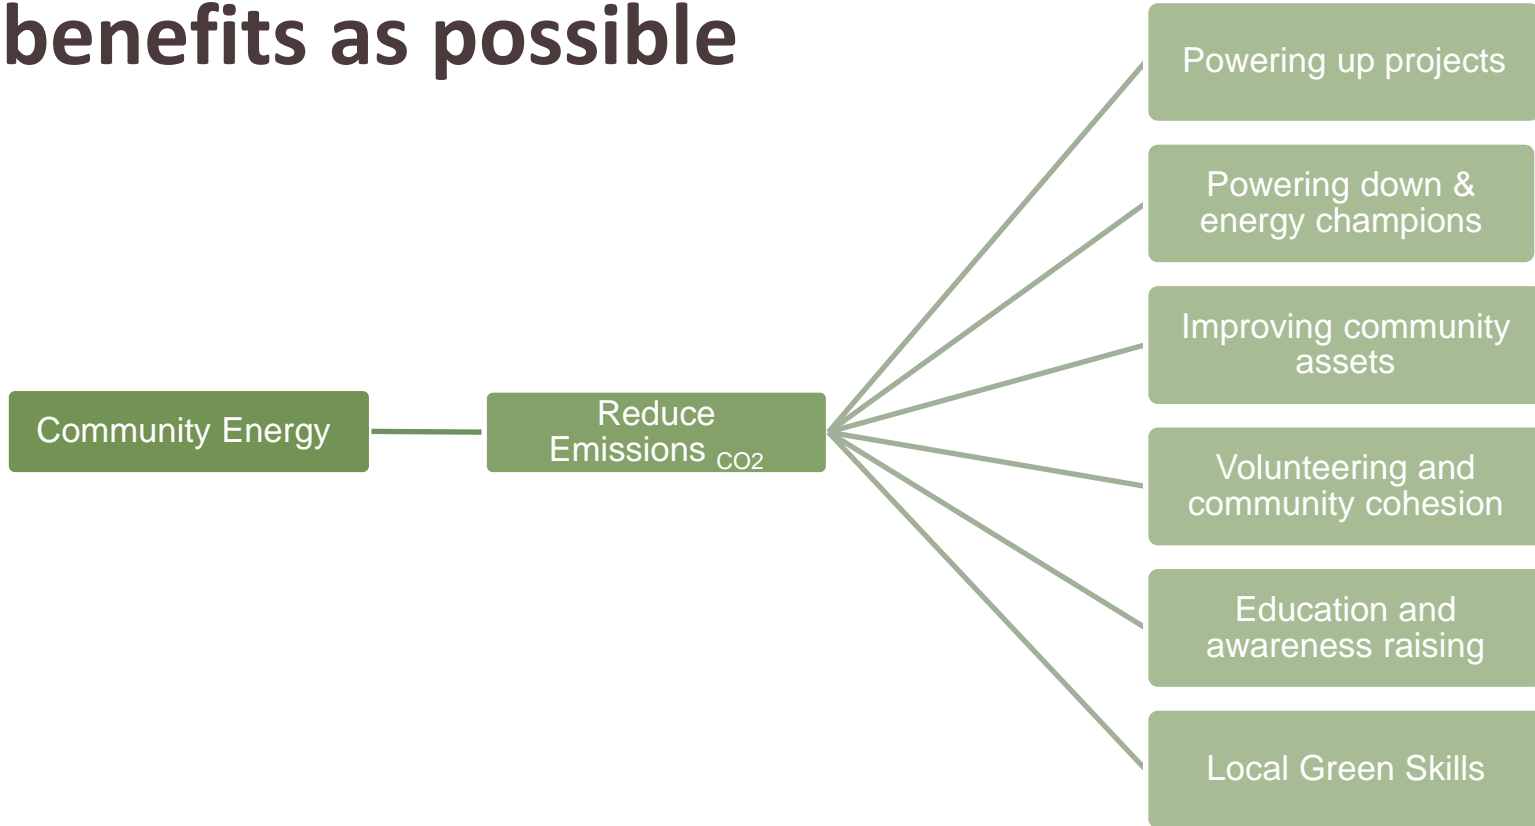 benefits as possible
Community Energy
Reduce
Emissions CO2
Powering up projects
Powering down &
energy champions
Improving community
assets
Volunteering and
community cohesion
Education and
awareness raising
Local Green Skills